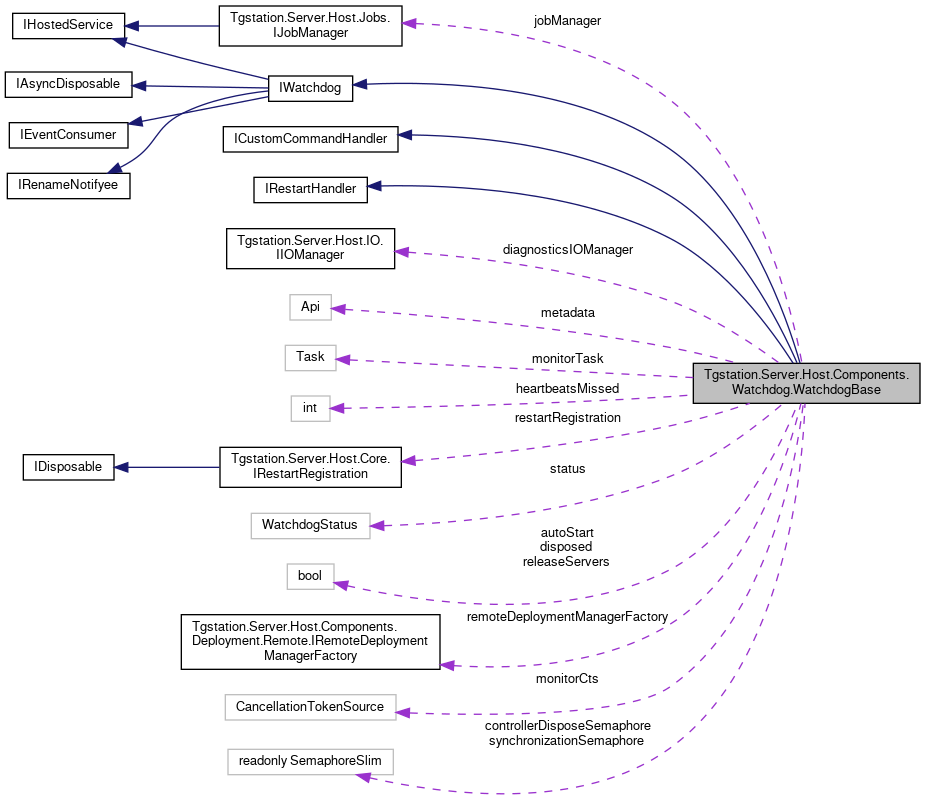 IHostedService
Tgstation.Server.Host.Jobs.
IJobManager
jobManager
IAsyncDisposable
IWatchdog
IEventConsumer
ICustomCommandHandler
IRenameNotifyee
IRestartHandler
Tgstation.Server.Host.IO.
IIOManager
diagnosticsIOManager
Api
metadata
Task
monitorTask
Tgstation.Server.Host.Components.
Watchdog.WatchdogBase
int
heartbeatsMissed
restartRegistration
IDisposable
Tgstation.Server.Host.Core.
IRestartRegistration
status
WatchdogStatus
autoStart
disposed
releaseServers
bool
remoteDeploymentManagerFactory
Tgstation.Server.Host.Components.
Deployment.Remote.IRemoteDeployment
ManagerFactory
monitorCts
CancellationTokenSource
controllerDisposeSemaphore
synchronizationSemaphore
readonly SemaphoreSlim